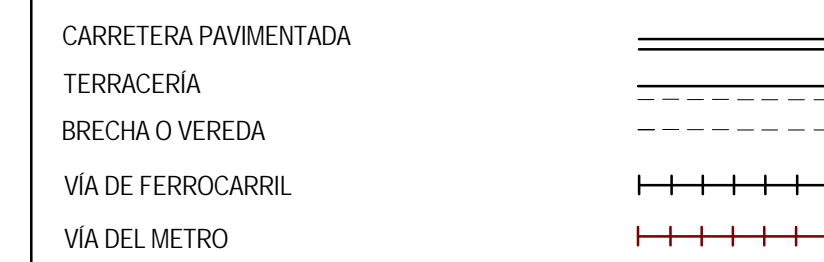 CARRETERA PAVIMENTADA
TERRACERÍA
BRECHA O VEREDA
VÍA DE FERROCARRIL
VÍA DEL METRO